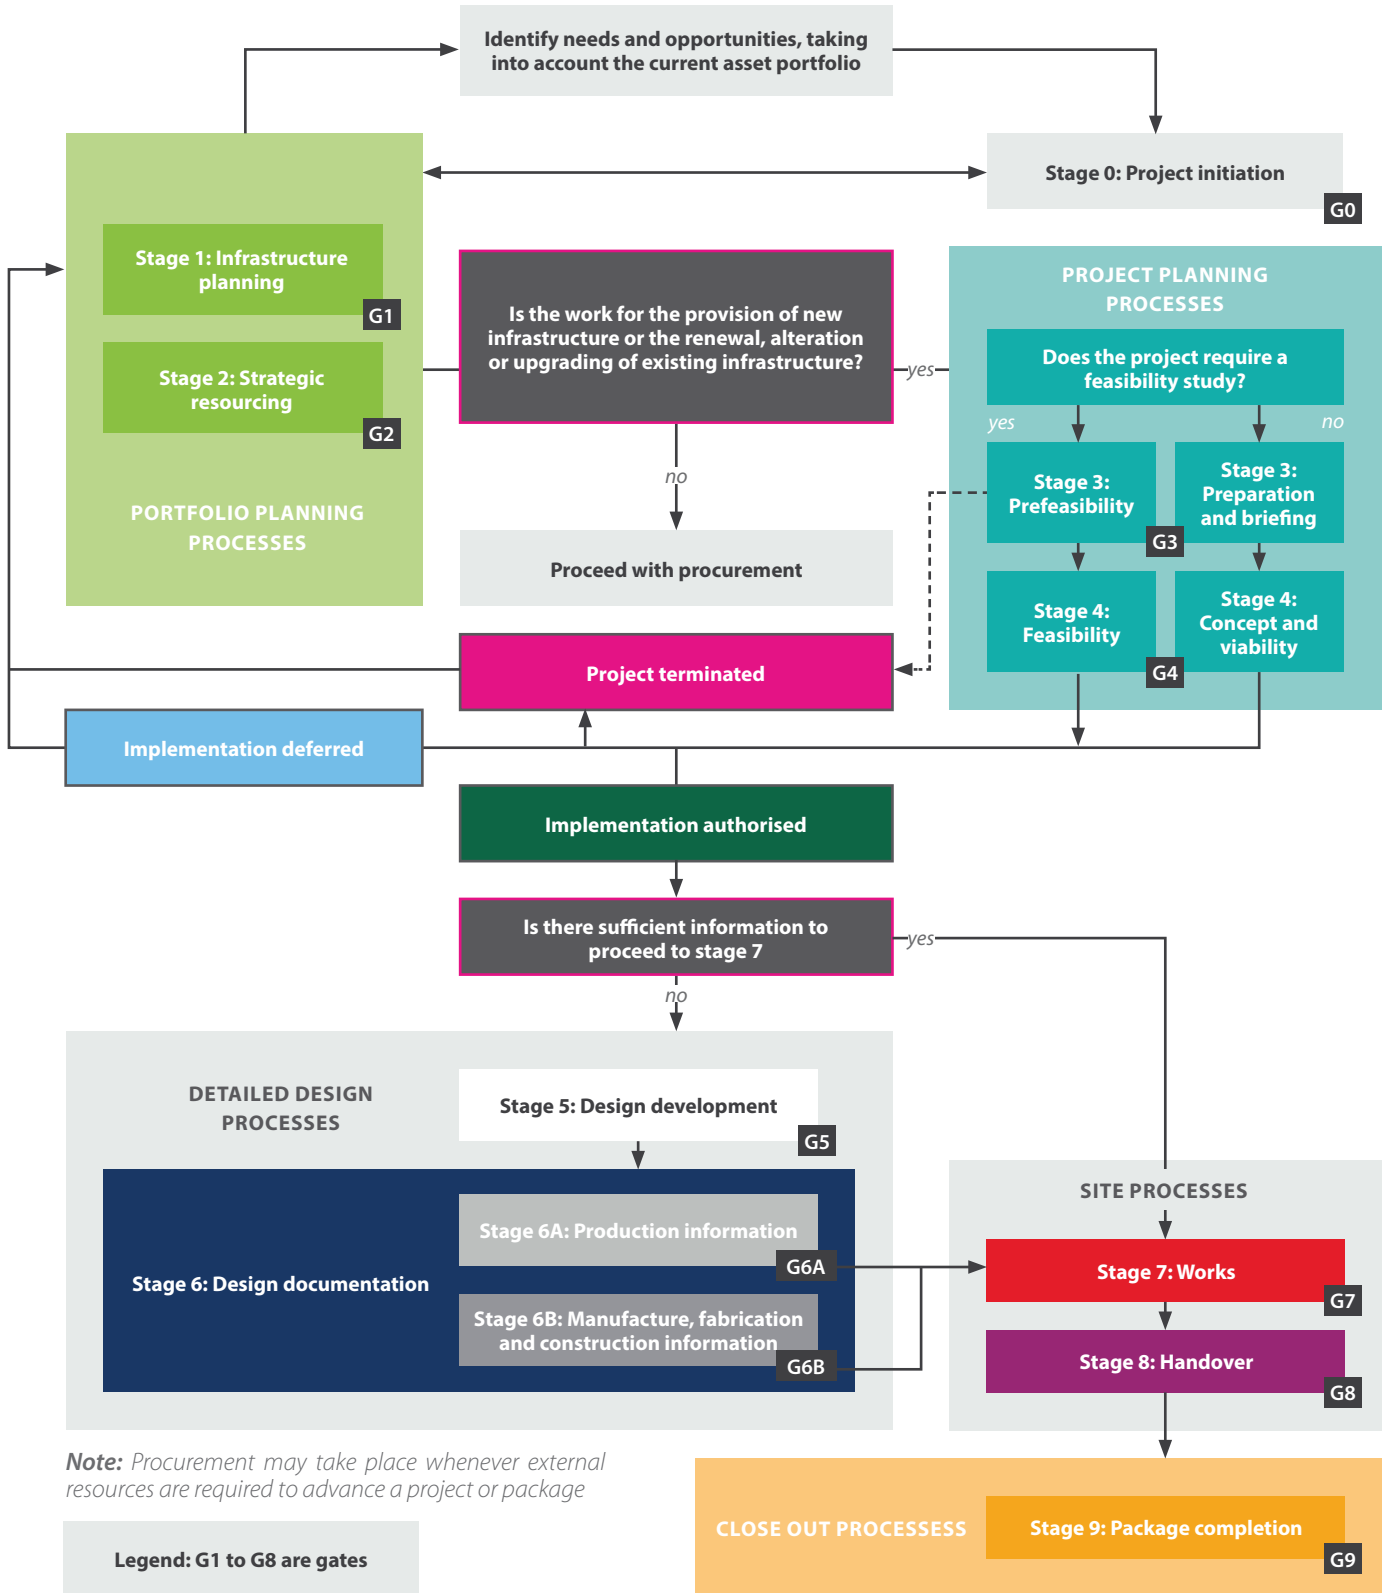 Identify needs and opportunities, taking
into account the current asset portfolio
Stage 0: Project initiation
G0
Stage 1: Infrastructure
planning
G1
Stage 2: Strategic
resourcing
G2
PORTFOLIO PLANNING
PROCESSES
Is the work for the provision of new
infrastructure or the renewal, alteration
or upgrading of existing infrastructure?
yes
no
Proceed with procurement
PROJECT PLANNING
PROCESSES
Does the project require a
feasibility study?
yes
no
Stage 3:
Prefeasibility
G3
Stage 3:
Preparation
and briefing
Stage 4:
Feasibility
G4
Stage 4:
Concept and
viability
Project terminated
Implementation deferred
Implementation authorised
Is there sufficient information to
proceed to stage 7
yes
no
DETAILED DESIGN
PROCESSES
Stage 5: Design development
G5
Stage 6: Design documentation
Stage 6A: Production information
G6A
Stage 6B: Manufacture, fabrication
and construction information
G6B
SITE PROCESSES
Stage 7: Works
G7
Stage 8: Handover
G8
Note: Procurement may take place whenever external
resources are required to advance a project or package
Legend: G1 to G8 are gates
CLOSE OUT PROCESSESS
Stage 9: Package completion
G9